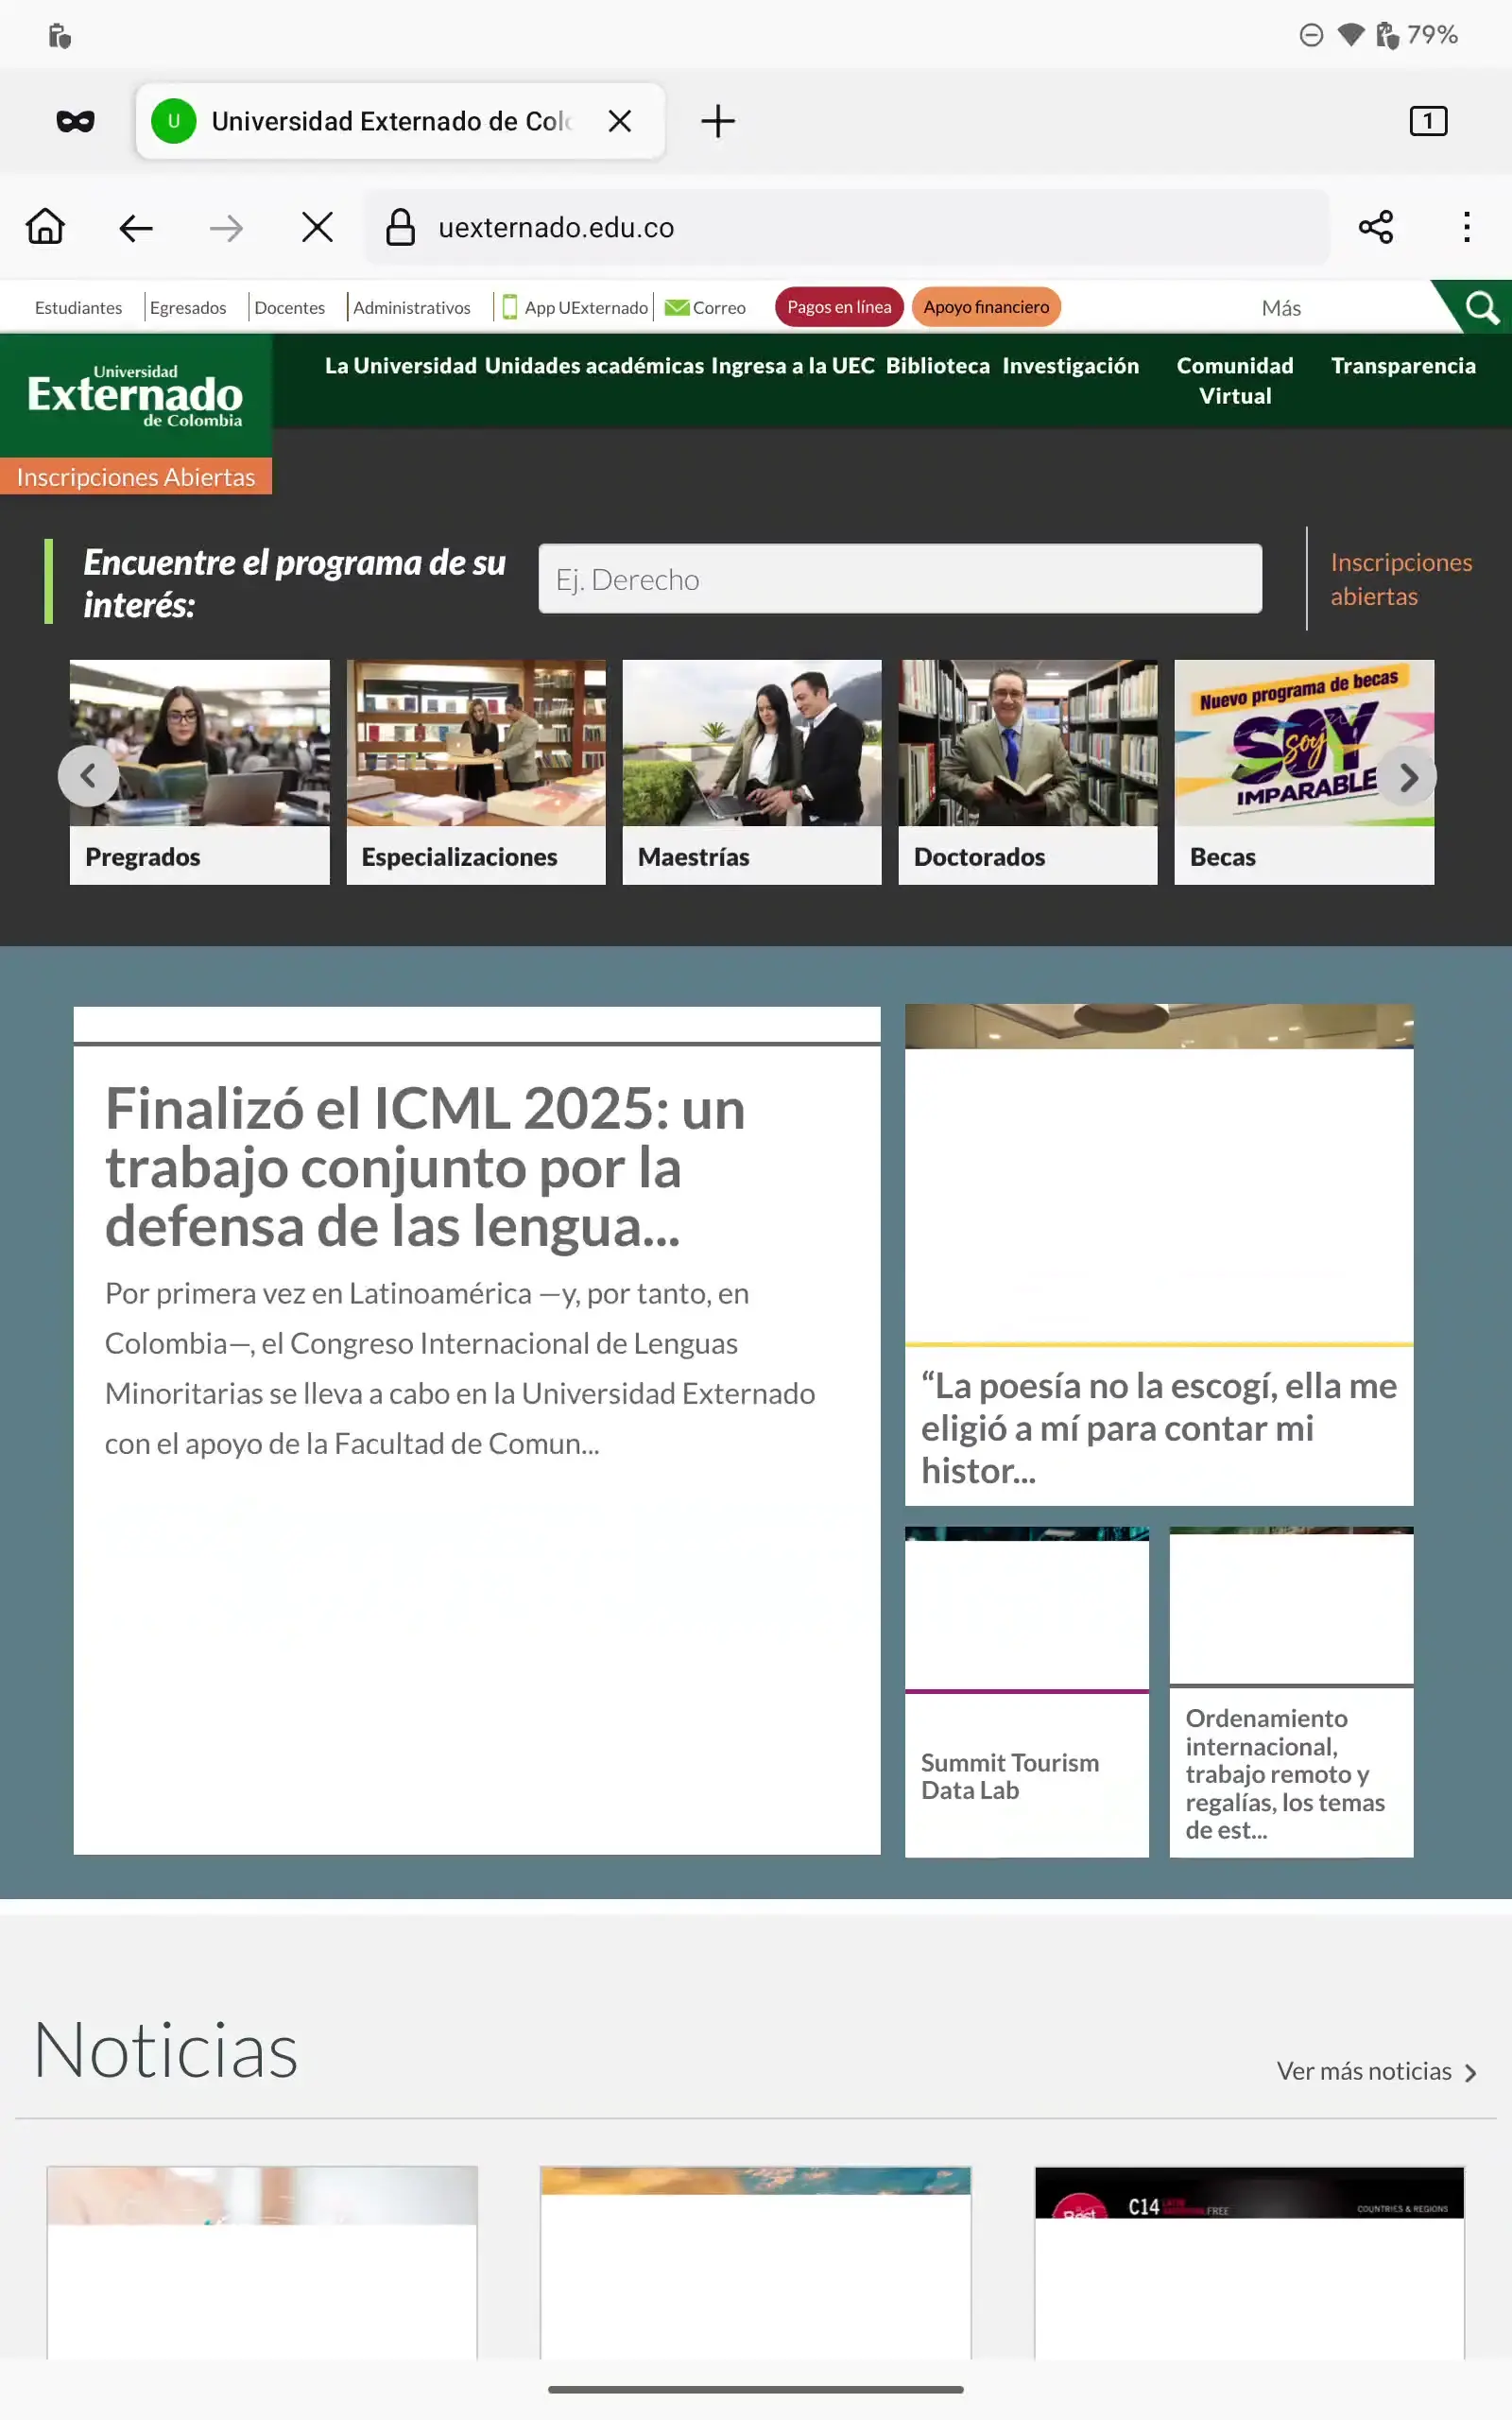 79%
U
Universidad Externado de Col
1
uexternado.edu.co
Estudiantes
Egresados
Docentes
Administrativos
App UExternado
Correo
Pagos en línea
Apoyo financiero
Más
Universidad
Externado
de Colombia
La Universidad
Unidades académicas
Ingresa a la UEC
Biblioteca
Investigación
Comunidad
Virtual
Transparencia
Inscripciones Abiertas
Encuentre el programa de su
interés:
Ej. Derecho
Inscripciones
abiertas
Nuevo programa de becas
SOY
soy
IMPARABLE
Pregrados
Especializaciones
Maestrías
Doctorados
Becas
Finalizó el ICML 2025: un
trabajo conjunto por la
defensa de las lengua...
Por primera vez en Latinoamérica —y, por tanto, en
Colombia—, el Congreso Internacional de Lenguas
Minoritarias se lleva a cabo en la Universidad Externado
con el apoyo de la Facultad de Comun...
“La poesía no la escogí, ella me
eligió a mí para contar mi
histor...
Summit Tourism
Data Lab
Ordenamiento
internacional,
trabajo remoto y
regalías, los temas
de est...
Noticias
Ver más noticias
Best
C14
FREE
COUNTRIES & REGIONS